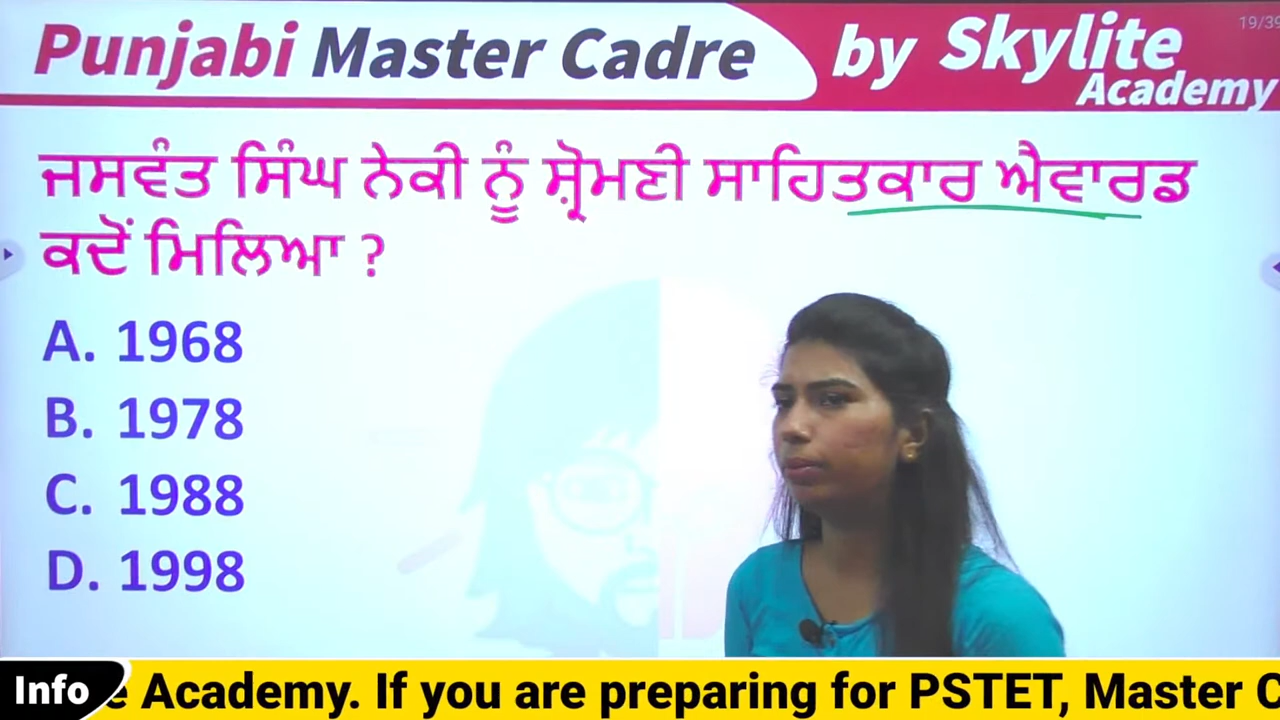 Punjabi Master Cadre by Skylite
Academy
19/39
ਜਸਵੰਤ ਸਿੰਘ ਨੇਕੀ ਨੂੰ ਸ਼੍ਰੋਮਣੀ ਸਾਹਿਤਕਾਰ ਐਵਾਰਡ
ਕਦੋਂ ਮਿਲਿਆ ?
A. 1968
B. 1978
C. 1988
D. 1998
Info e Academy. If you are preparing for PSTET, Master C